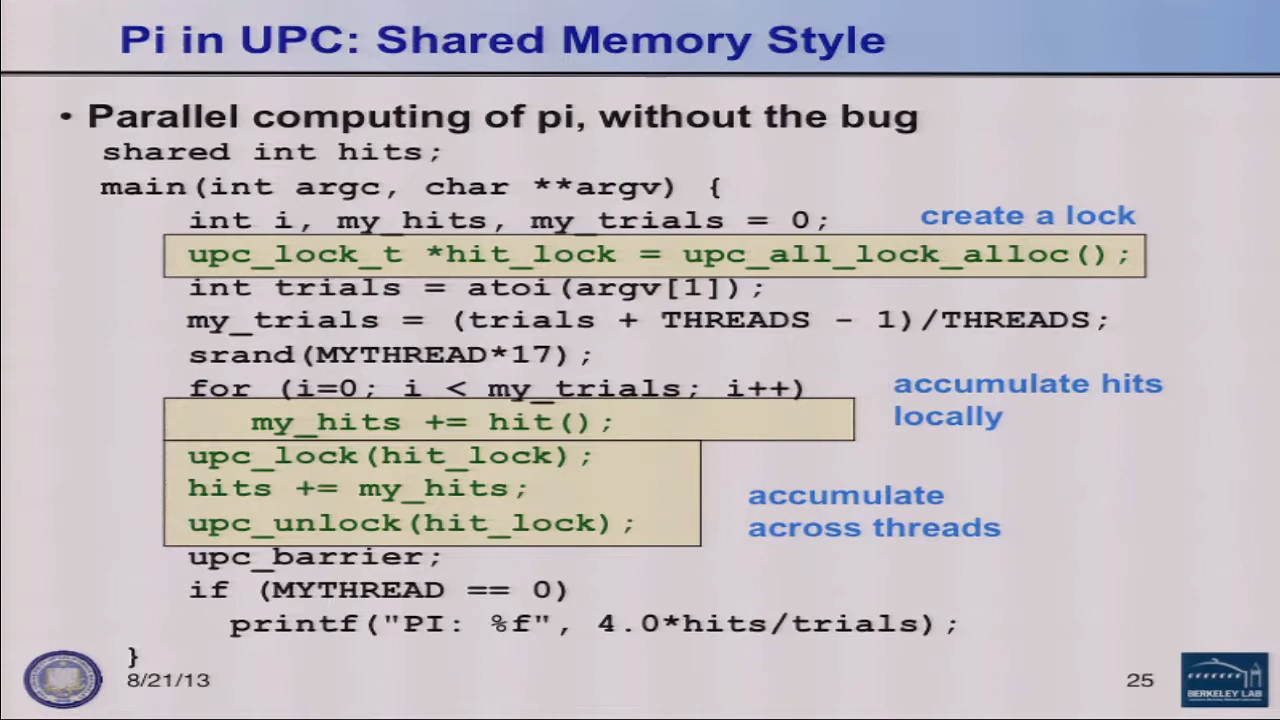 Pi in UPC: Shared Memory Style
• Parallel computing of pi, without the bug
shared int hits;
main(int argc, char **argv) {
int i, my_hits, my_trials = 0;
create a lock
upc_lock_t *hit_lock = upc_all_lock_alloc();
int trials = atoi(argv[1]);
my_trials = (trials + THREADS - 1)/THREADS;
srand(MYTHREAD*17);
for (i=0; i < my_trials; i++)
accumulate hits
locally
my_hits += hit();
upc_lock(hit_lock);
hits += my_hits;
upc_unlock(hit_lock);
accumulate
across threads
upc_barrier;
if (MYTHREAD == 0)
printf("PI: %f", 4.0*hits/trials);
}
8/21/13
25
BERKELEY LAB